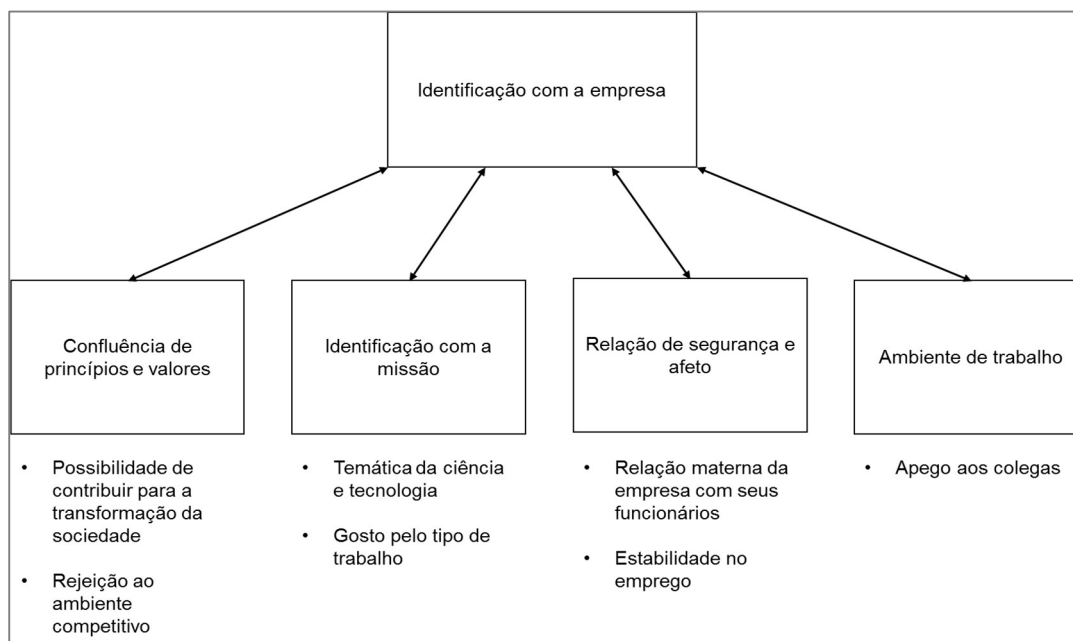 Identificação com a empresa
Confluência de
princípios e valores
Identificação com a
missão
Relação de segurança e
afeto
Ambiente de trabalho
• Possibilidade de
contribuir para a
transformação da
sociedade
• Rejeição ao
ambiente
competitivo
• Temática da ciência
e tecnologia
• Gosto pelo tipo de
trabalho
• Relação materna da
empresa com seus
funcionários
• Estabilidade no
emprego
• Apego aos colegas